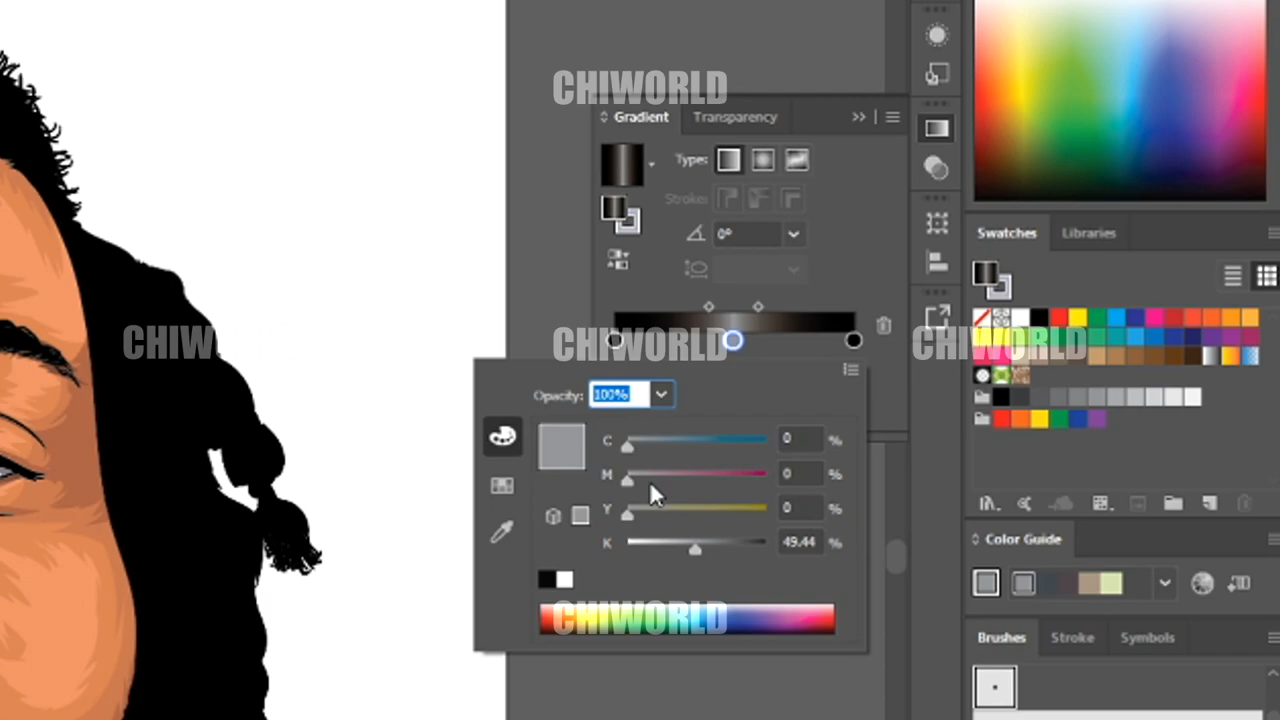 CHIWORLD
Gradient Transparency
Type:
Stroke:
0°
Swatches Libraries
CHIW
CHIWORLD
CHIWORLD
Opacity: 100%
C 0 %
M 0 %
Y 0 %
K 49.44 %
CHIWORLD
Color Guide
Brushes Stroke Symbols